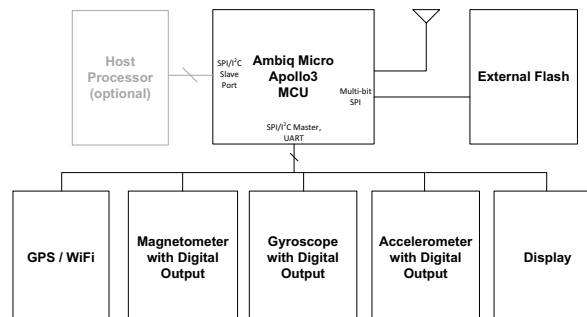 Host
Processor
(optional)
SPI/I²C
Slave
Port
Ambiq Micro
Apollo3
MCU
Multi-bit
SPI
SPI/I²C Master,
UART
External Flash
GPS / WiFi
Magnetometer
with Digital
Output
Gyroscope
with Digital
Output
Accelerometer
with Digital
Output
Display